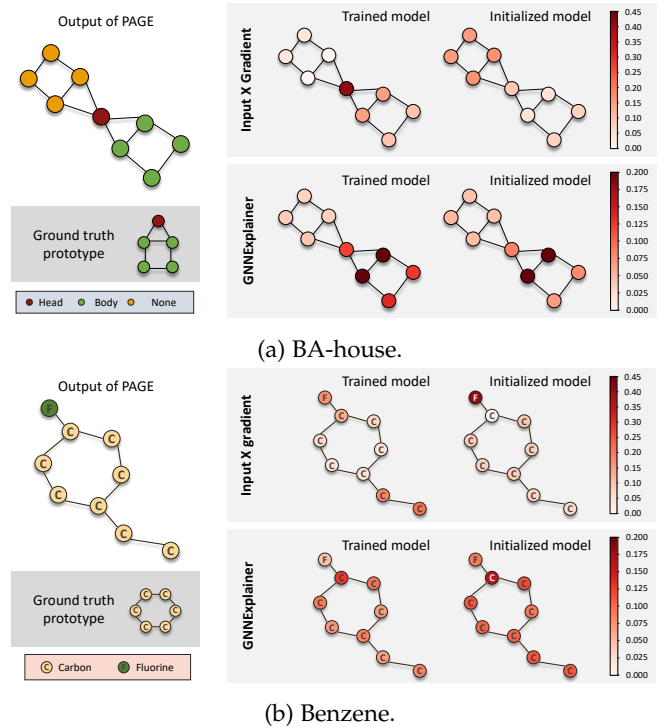 Output of PAGE
Ground truth
prototype
Head Body None
Input X Gradient
Trained model Initialized model
0.45
0.40
0.35
0.30
0.25
0.20
0.15
0.10
0.05
0.00
GNNExplainer
Trained model Initialized model
0.200
0.175
0.150
0.125
0.100
0.075
0.050
0.025
0.000
(a) BA-house.
Output of PAGE
F
C
C
C
C
C
C
C
C
Ground truth
prototype
C C
C C
C C
C Carbon F Fluorine
Input X gradient
Trained model Initialized model
F
C
C
C
C
C
C
C
C
F
C
C
C
C
C
C
C
C
0.45
0.40
0.35
0.30
0.25
0.20
0.15
0.10
0.05
0.00
GNNExplainer
Trained model Initialized model
F
C
C
C
C
C
C
C
C
F
C
C
C
C
C
C
C
C
0.200
0.175
0.150
0.125
0.100
0.075
0.050
0.025
0.000
(b) Benzene.